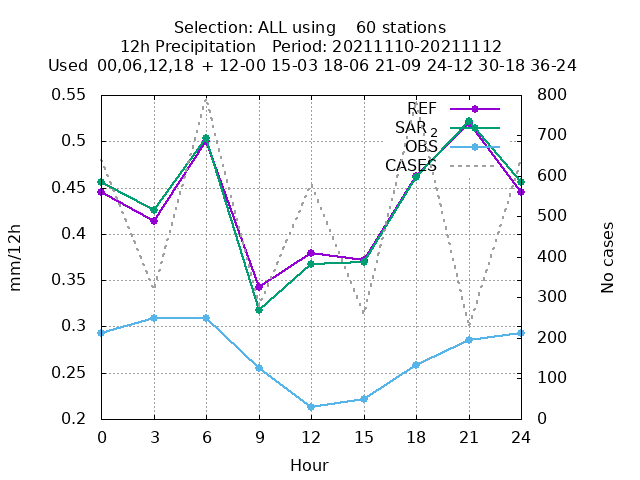 Selection: ALL using    60 stations
12h Precipitation   Period: 20211110-20211112
Used  00,06,12,18  + 12-00 15-03 18-06 21-09 24-12 30-18 36-24
0.55
0.5
0.45
0.4
0.35
0.3
0.25
0.2
mm/12h
REF
SAR 2
OBS
CASES
800
700
600
500
400
300
200
100
0
No cases
0 3 6 9 12 15 18 21 24
Hour